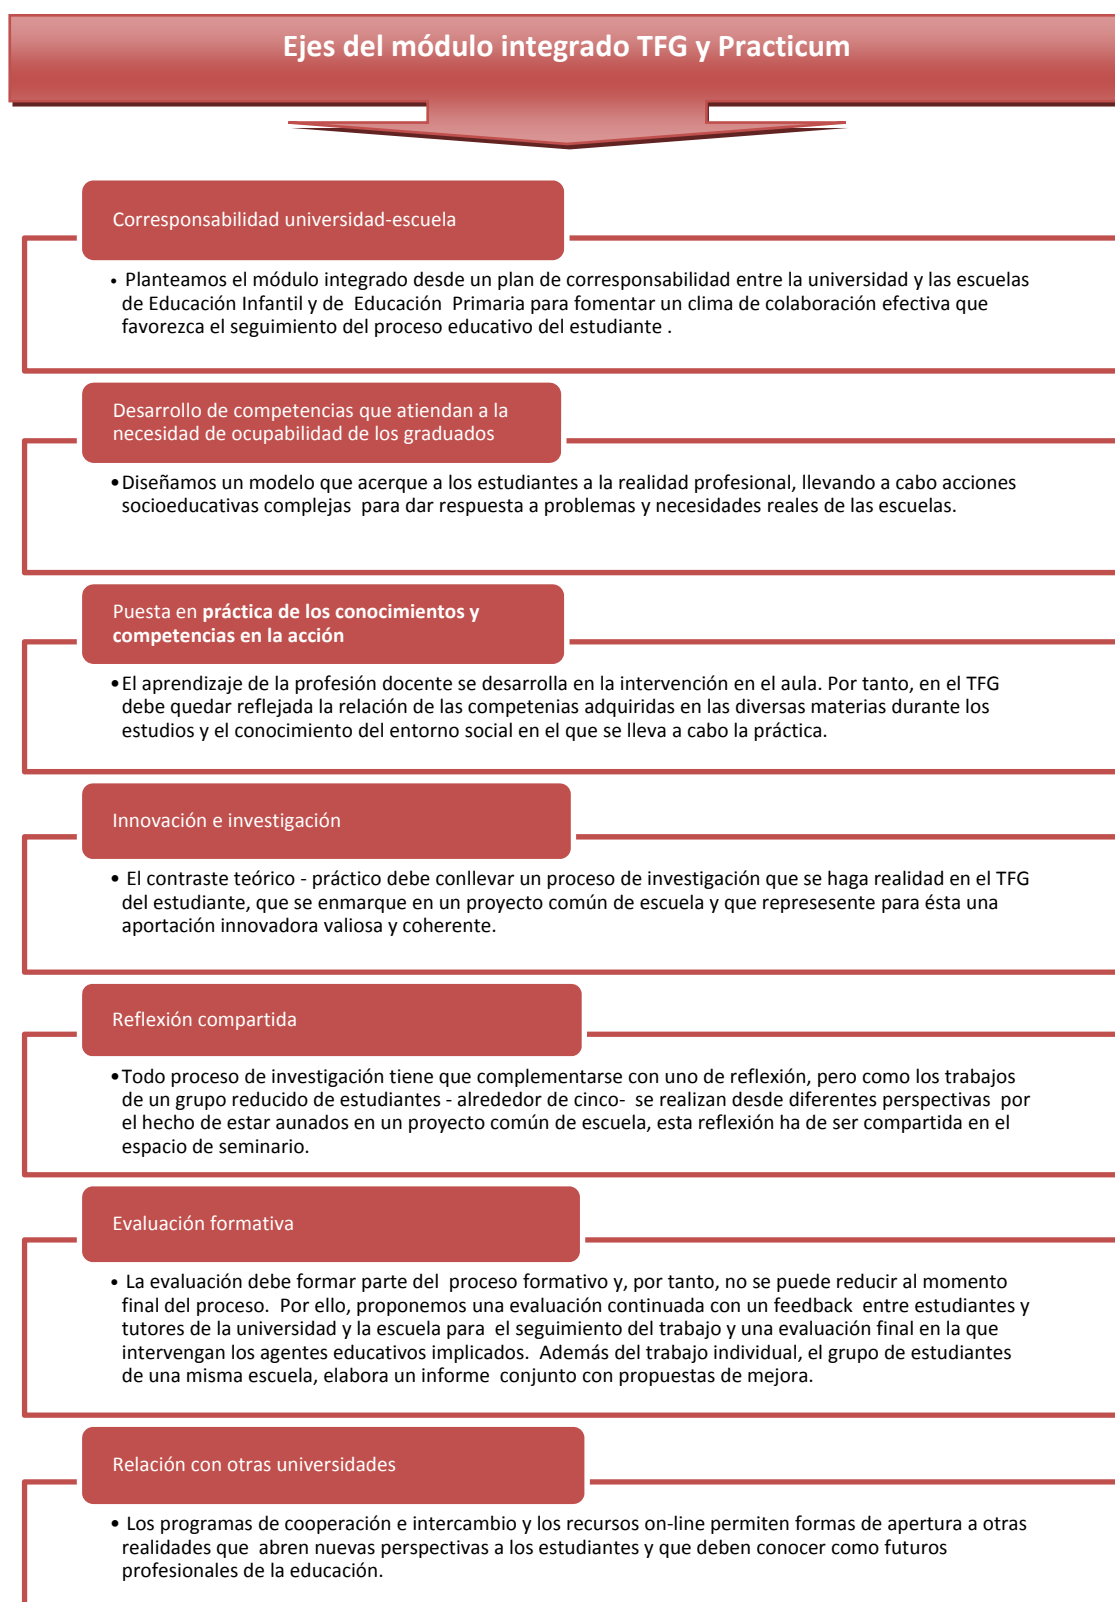 Ejes del módulo integrado TFG y Practicum
Corresponsabilidad universidad-escuela
• Planteamos el módulo integrado desde un plan de corresponsabilidad entre la universidad y las escuelas
de Educación Infantil y de Educación Primaria para fomentar un clima de colaboración efectiva que
favorezca el seguimiento del proceso educativo del estudiante .
Desarrollo de competencias que atiendan a la
necesidad de ocupabilidad de los graduados
•Diseñamos un modelo que acerque a los estudiantes a la realidad profesional, llevando a cabo acciones
socioeducativas complejas para dar respuesta a problemas y necesidades reales de las escuelas.
Puesta en práctica de los conocimientos y
competencias en la acción
•El aprendizaje de la profesión docente se desarrolla en la intervención en el aula. Por tanto, en el TFG
debe quedar reflejada la relación de las competenias adquiridas en las diversas materias durante los
estudios y el conocimiento del entorno social en el que se lleva a cabo la práctica.
Innovación e investigación
• El contraste teórico - práctico debe conllevar un proceso de investigación que se haga realidad en el TFG
del estudiante, que se enmarque en un proyecto común de escuela y que represesente para ésta una
aportación innovadora valiosa y coherente.
Reflexión compartida
•Todo proceso de investigación tiene que complementarse con uno de reflexión, pero como los trabajos
de un grupo reducido de estudiantes - alrededor de cinco- se realizan desde diferentes perspectivas por
el hecho de estar aunados en un proyecto común de escuela, esta reflexión ha de ser compartida en el
espacio de seminario.
Evaluación formativa
• La evaluación debe formar parte del proceso formativo y, por tanto, no se puede reducir al momento
final del proceso. Por ello, proponemos una evaluación continuada con un feedback entre estudiantes y
tutores de la universidad y la escuela para el seguimiento del trabajo y una evaluación final en la que
intervengan los agentes educativos implicados. Además del trabajo individual, el grupo de estudiantes
de una misma escuela, elabora un informe conjunto con propuestas de mejora.
Relación con otras universidades
• Los programas de cooperación e intercambio y los recursos on-line permiten formas de apertura a otras
realidades que abren nuevas perspectivas a los estudiantes y que deben conocer como futuros
profesionales de la educación.